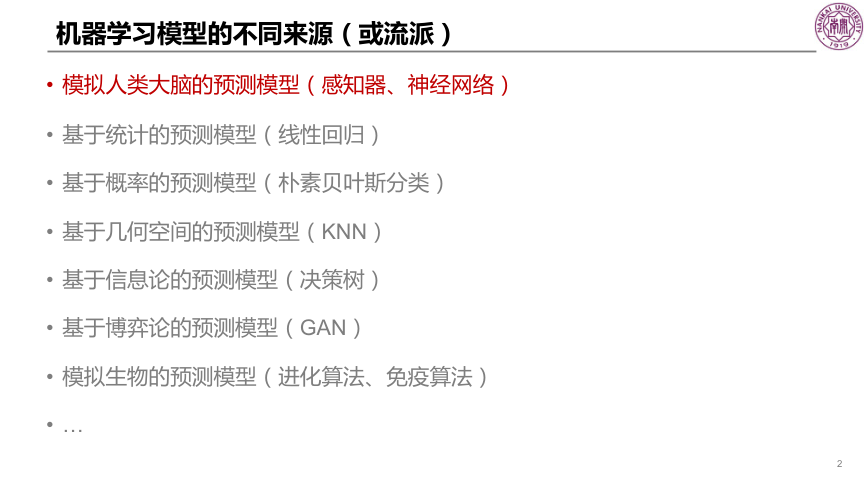 机器学习模型的不同来源（或流派）
NANKAI UNIVERSITY
南開
1919
• 模拟人类大脑的预测模型（感知器、神经网络）
• 基于统计的预测模型（线性回归）
• 基于概率的预测模型（朴素贝叶斯分类）
• 基于几何空间的预测模型（KNN）
• 基于信息论的预测模型（决策树）
• 基于博弈论的预测模型（GAN）
• 模拟生物的预测模型（进化算法、免疫算法）
• …
2